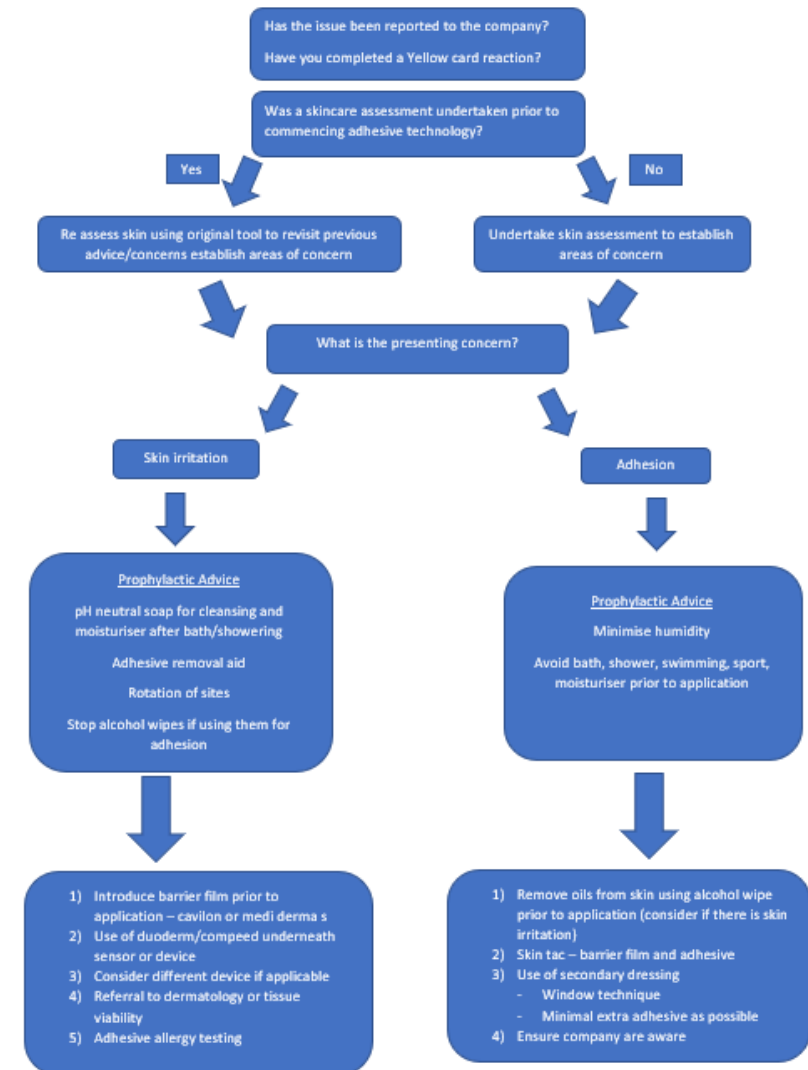 Has the issue been reported to the company?
Have you completed a Yellow card reaction?
Was a skincare assessment undertaken prior to
commencing adhesive technology?
Yes
No
Re assess skin using original tool to revisit previous
advice/concerns establish areas of concern
Undertake skin assessment to establish
areas of concern
What is the presenting concern?
Skin irritation
Adhesion
Prophylactic Advice
pH neutral soap for cleansing and
moisturiser after bath/showering
Adhesive removal aid
Rotation of sites
Stop alcohol wipes if using them for
adhesion
Prophylactic Advice
Minimise humidity
Avoid bath, shower, swimming, sport,
moisturiser prior to application
1) Introduce barrier film prior to
application – cavilon or medi derma s
2) Use of duoderm/compeed underneath
sensor or device
3) Consider different device if applicable
4) Referral to dermatology or tissue
viability
5) Adhesive allergy testing
1) Remove oils from skin using alcohol wipe
prior to application (consider if there is skin
irritation)
2) Skin tac – barrier film and adhesive
3) Use of secondary dressing
- Window technique
- Minimal extra adhesive as possible
4) Ensure company are aware